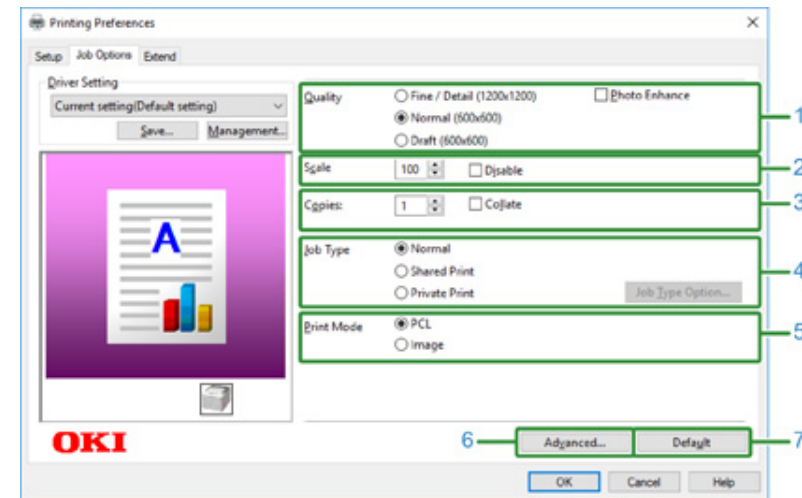 Printing Preferences
Setup Job Options Extend
Driver Setting
Current setting(Default setting)
Save... Management...
Quality Fine / Detail (1200x1200) Photo Enhance
Normal (600x600) 1
Draft (600x600)
Scale 100 Disable 2
Copies: 1 Collate 3
Job Type Normal
Shared Print 4
Private Print Job Type Option...
Print Mode PCL 5
Image
A
OKI 6 Advanced... Default 7
OK Cancel Help